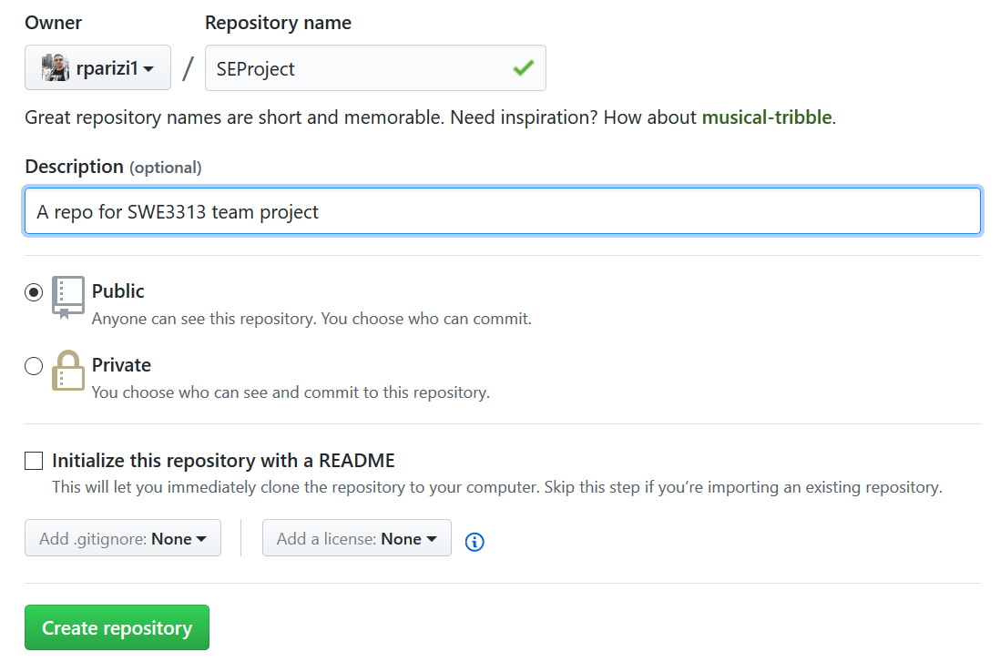 Owner Repository name
rparizi1 / SEProject
Great repository names are short and memorable. Need inspiration? How about musical-tribble.
Description (optional)
A repo for SWE3313 team project
Public
Anyone can see this repository. You choose who can commit.
Private
You choose who can see and commit to this repository.
Initialize this repository with a README
This will let you immediately clone the repository to your computer. Skip this step if you’re importing an existing repository.
Add .gitignore: None Add a license: None
Create repository